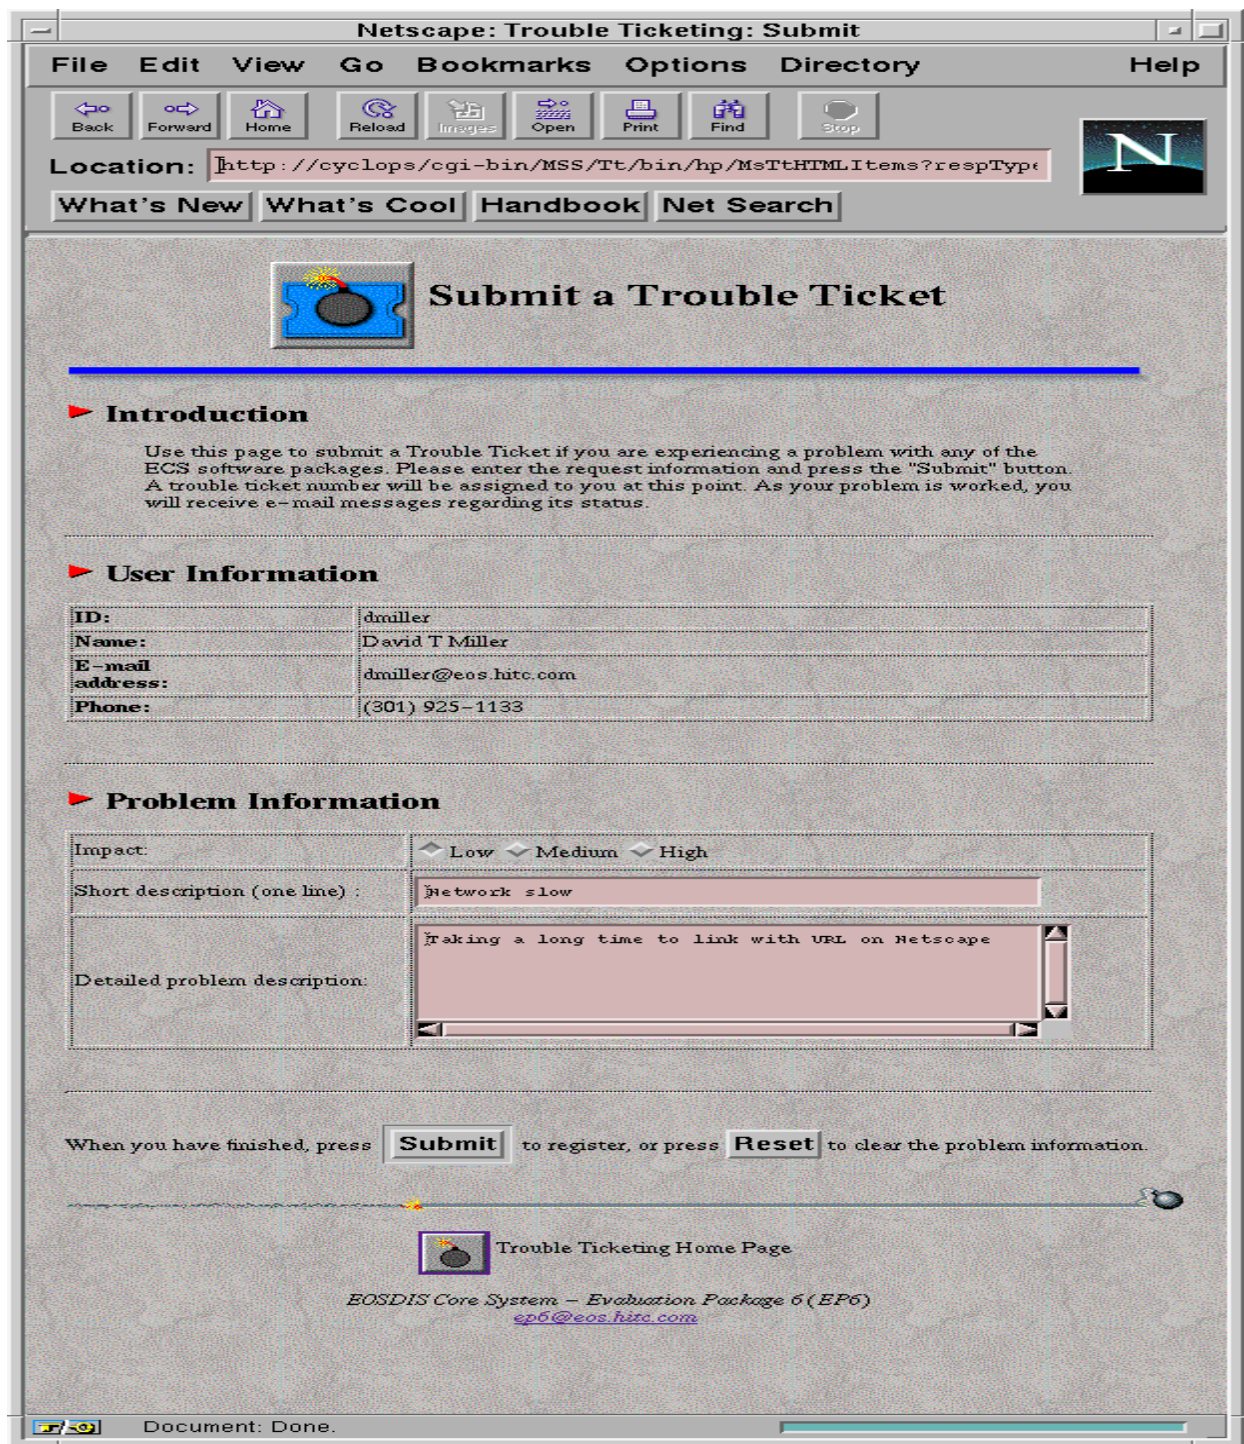 Netscape: Trouble Ticketing: Submit
File Edit View Go Bookmarks Options Directory Help
Back Forward Home Reload Images Open Print Find Stop
Location: http://cyclops/cgi-bin/MSS/Tt/bin/hp/MsTtHTMLItems?respType
N
What's New What's Cool Handbook Net Search
Submit a Trouble Ticket
Introduction
Use this page to submit a Trouble Ticket if you are experiencing a problem with any of the
ECS software packages. Please enter the request information and press the "Submit" button.
A trouble ticket number will be assigned to you at this point. As your problem is worked, you
will receive e-mail messages regarding its status.
User Information
ID: dmiller
Name: David T Miller
E-mail
address: dmiller@eos.hitc.com
Phone: (301) 925-1133
Problem Information
Impact: Low Medium High
Short description (one line) : Network slow
Taking a long time to link with URL on Netscape
Detailed problem description:
When you have finished, press Submit to register, or press Reset to clear the problem information.
Trouble Ticketing Home Page
EOSDIS Core System - Evaluation Package 6 (EP6)
ep6@eos.hitc.com
Document: Done.